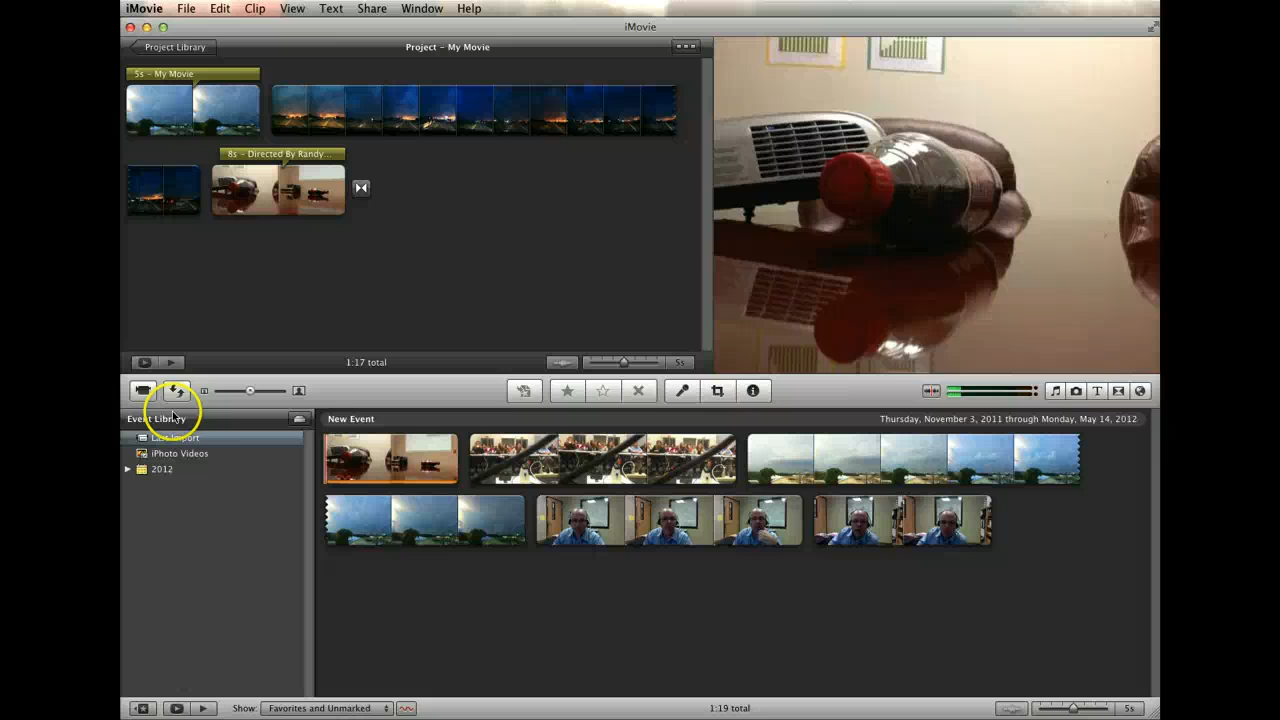 iMovie File Edit Clip View Text Share Window Help
iMovie
Project Library
Project – My Movie
5s – My Movie
8s – Directed By Randy...
1:17 total
5s
Event Library
New Event
Thursday, November 3, 2011 through Monday, May 14, 2012
Last Import
iPhoto Videos
2012
Show: Favorites and Unmarked
1:19 total
5s